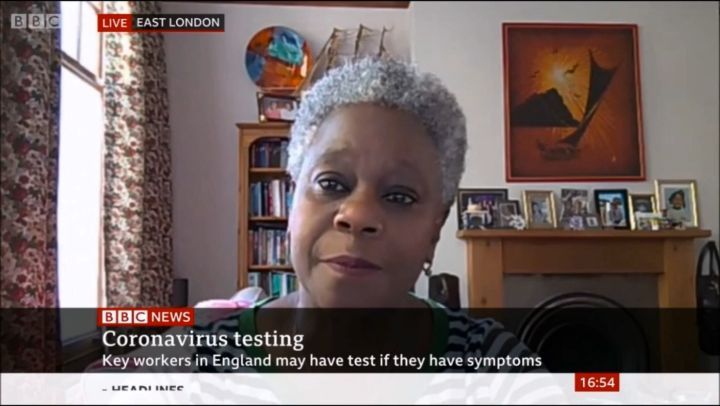 BBC
LIVE EAST LONDON
BBC NEWS
Coronavirus testing
Key workers in England may have test if they have symptoms
HEADLINES
16:54